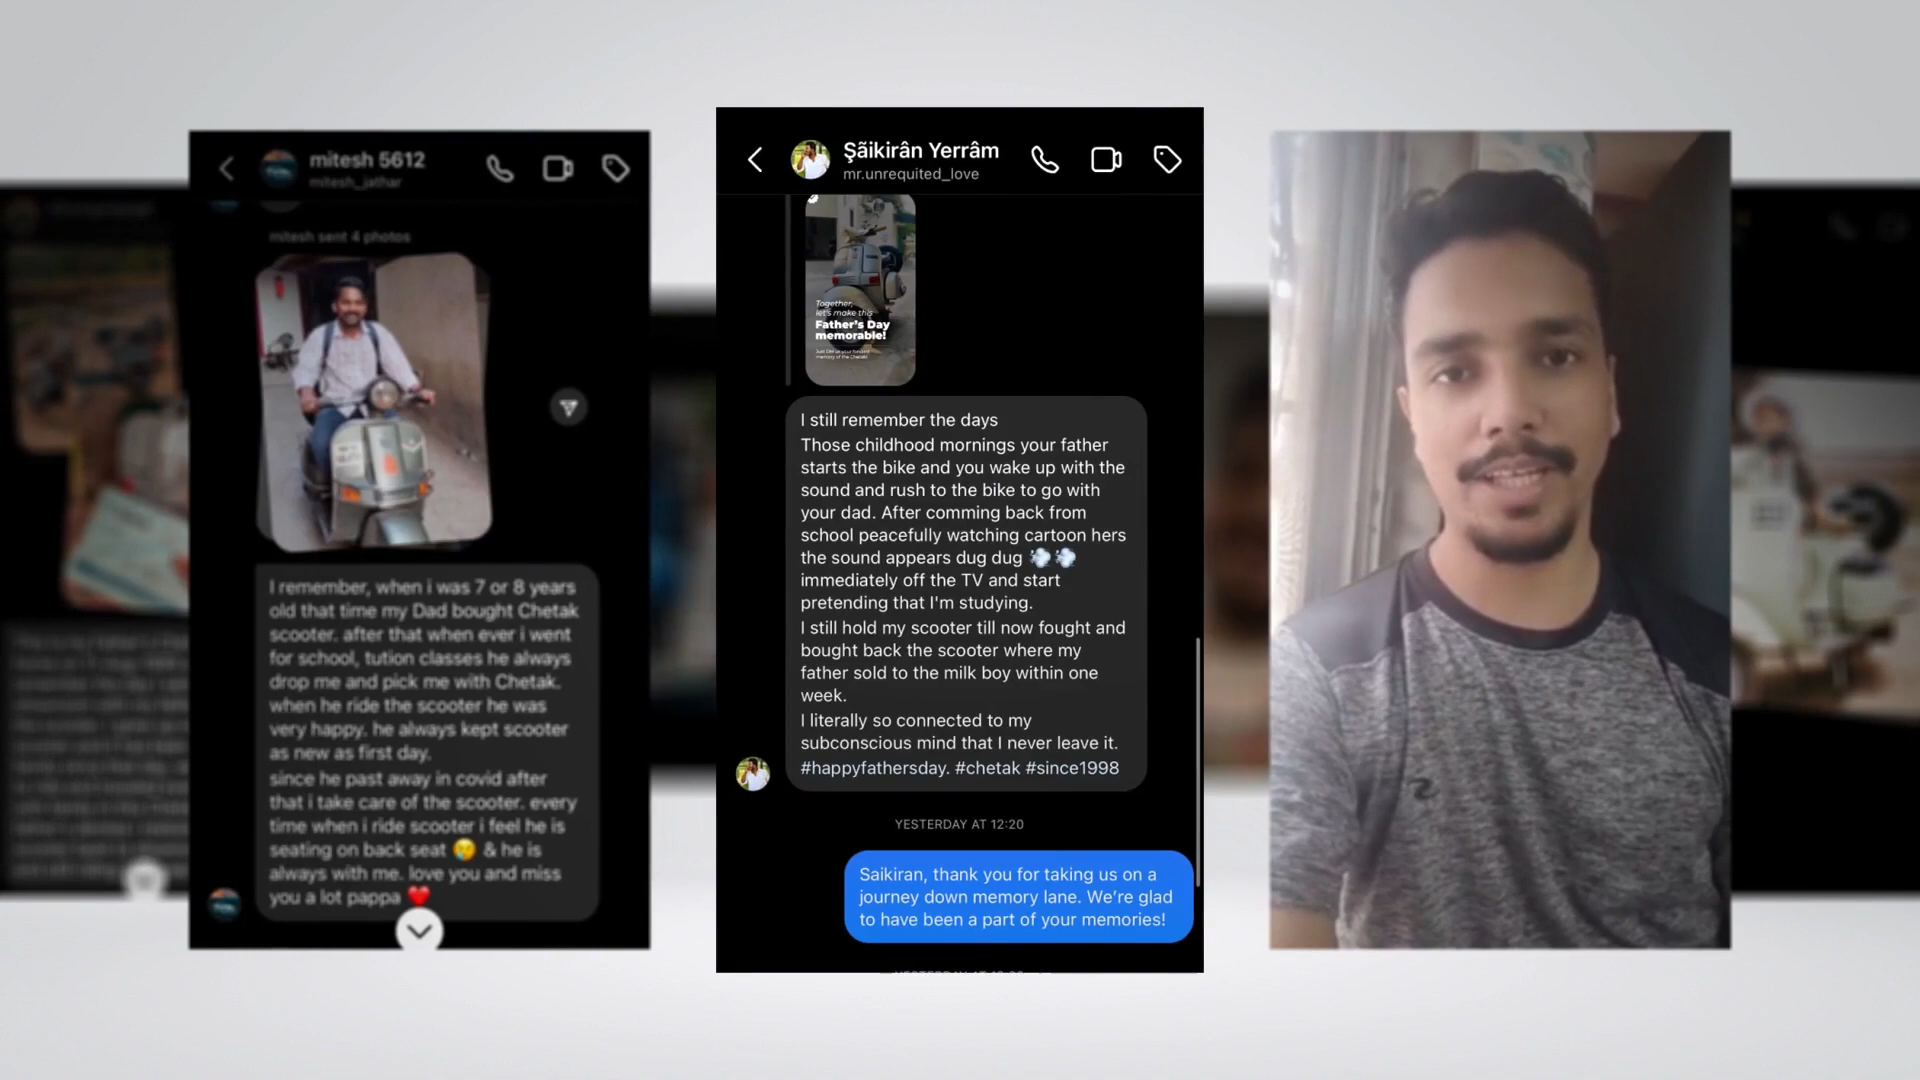 mitesh 5612
mitesh_jathar
mitesh sent 4 photos
I remember, when i was 7 or 8 years
old that time my Dad bought Chetak
scooter. after that when ever i went
for school, tution classes he always
drop me and pick me with Chetak.
when he ride the scooter he was
very happy. he always kept scooter
as new as first day.
since he past away in covid after
that i take care of the scooter. every
time when i ride scooter i feel he is
seating on back seat 😢 & he is
always with me. love you and miss
you a lot pappa ❤️
Şãikirân Yerrâm
mr.unrequited_love
Together,
let's make this
Father's Day
memorable!
memory of the Chetak!
I still remember the days
Those childhood mornings your father
starts the bike and you wake up with the
sound and rush to the bike to go with
your dad. After comming back from
school peacefully watching cartoon hers
the sound appears dug dug 💨💨
immediately off the TV and start
pretending that I'm studying.
I still hold my scooter till now fought and
bought back the scooter where my
father sold to the milk boy within one
week.
I literally so connected to my
subconscious mind that I never leave it.
#happyfathersday. #chetak #since1998
YESTERDAY AT 12:20
Saikiran, thank you for taking us on a
journey down memory lane. We're glad
to have been a part of your memories!